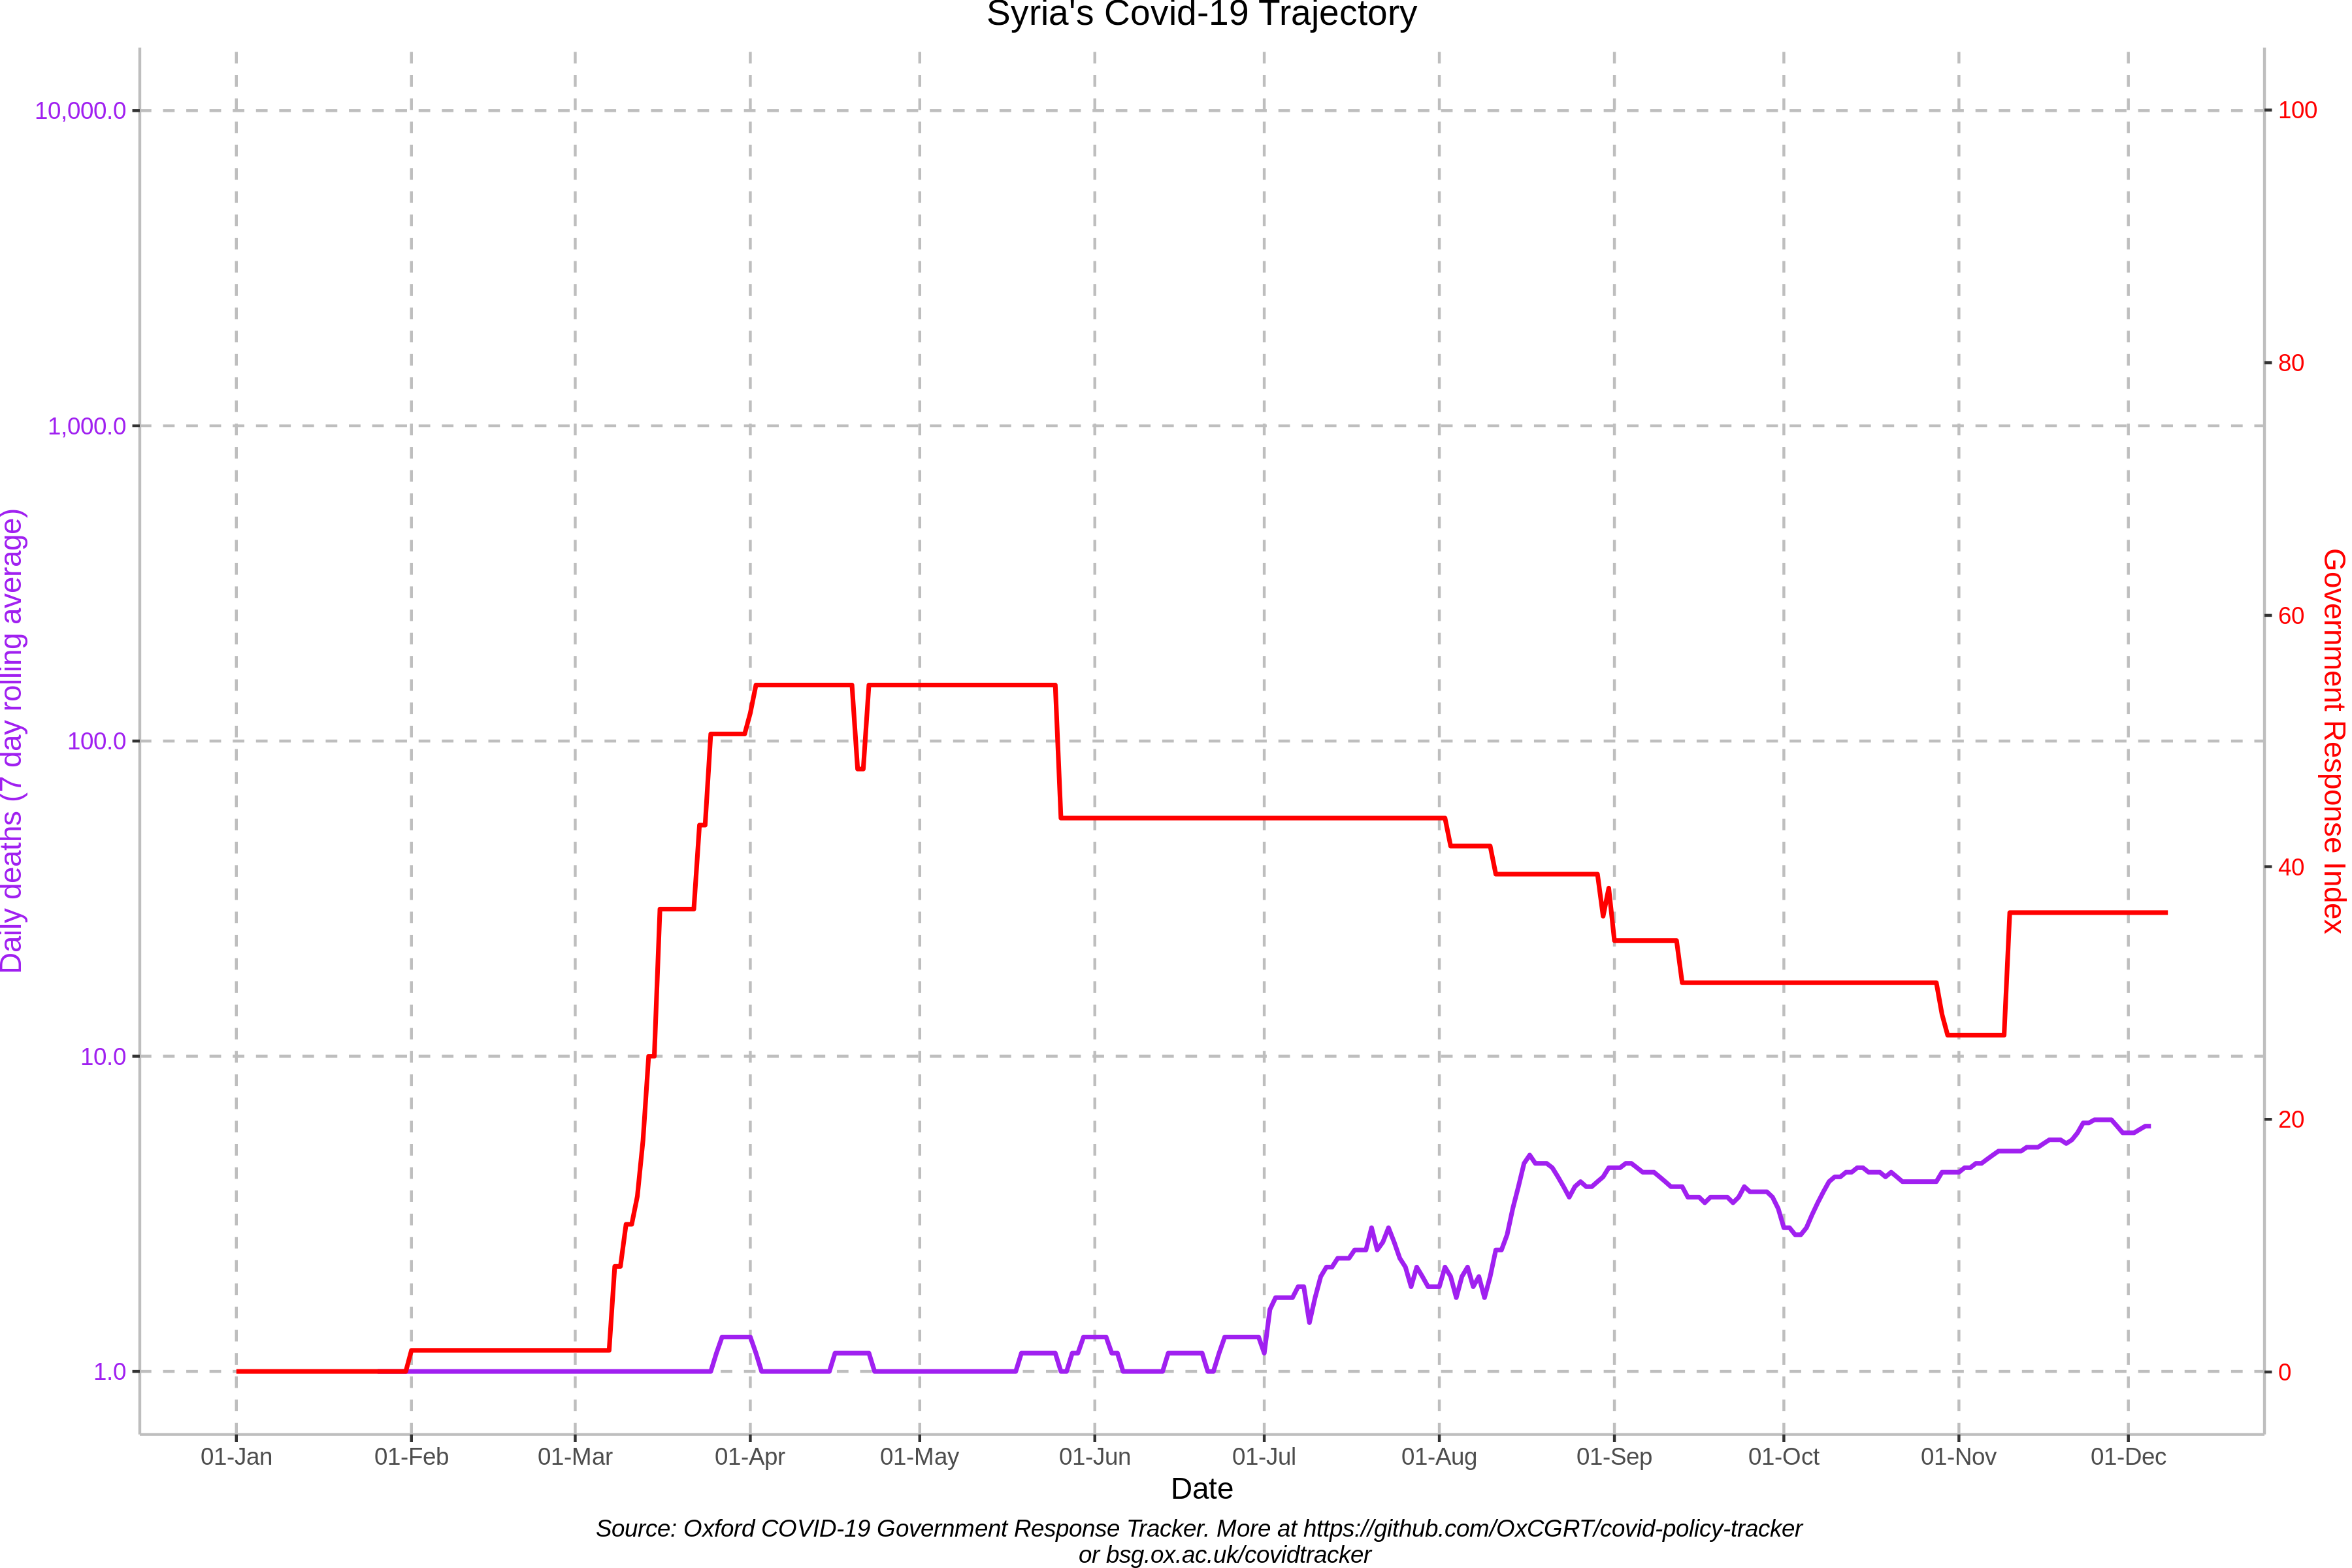 Syria's Covid-19 Trajectory
10,000.0
1,000.0
100.0
10.0
1.0
Daily deaths (7 day rolling average)
100
80
60
40
20
0
Government Response Index
01-Jan
01-Feb
01-Mar
01-Apr
01-May
01-Jun
01-Jul
01-Aug
01-Sep
01-Oct
01-Nov
01-Dec
Date
Source: Oxford COVID-19 Government Response Tracker. More at https://github.com/OxCGRT/covid-policy-tracker
or bsg.ox.ac.uk/covidtracker